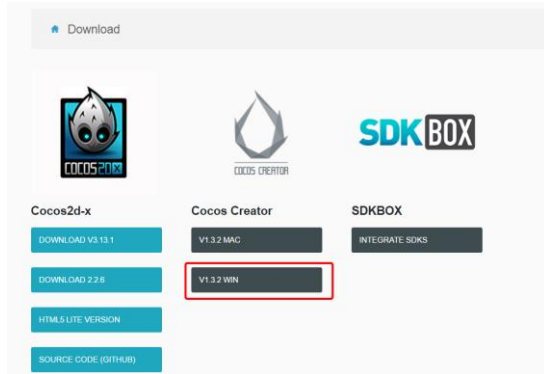 Download
COCOS2DX
COCOS CREATOR
SDKBOX
Cocos2d-x
Cocos Creator
SDKBOX
DOWNLOAD V3.13.1
V1.3.2 MAC
INTEGRATE SDKS
DOWNLOAD 2.2.6
V1.3.2 WIN
HTML5 LITE VERSION
SOURCE CODE (GITHUB)